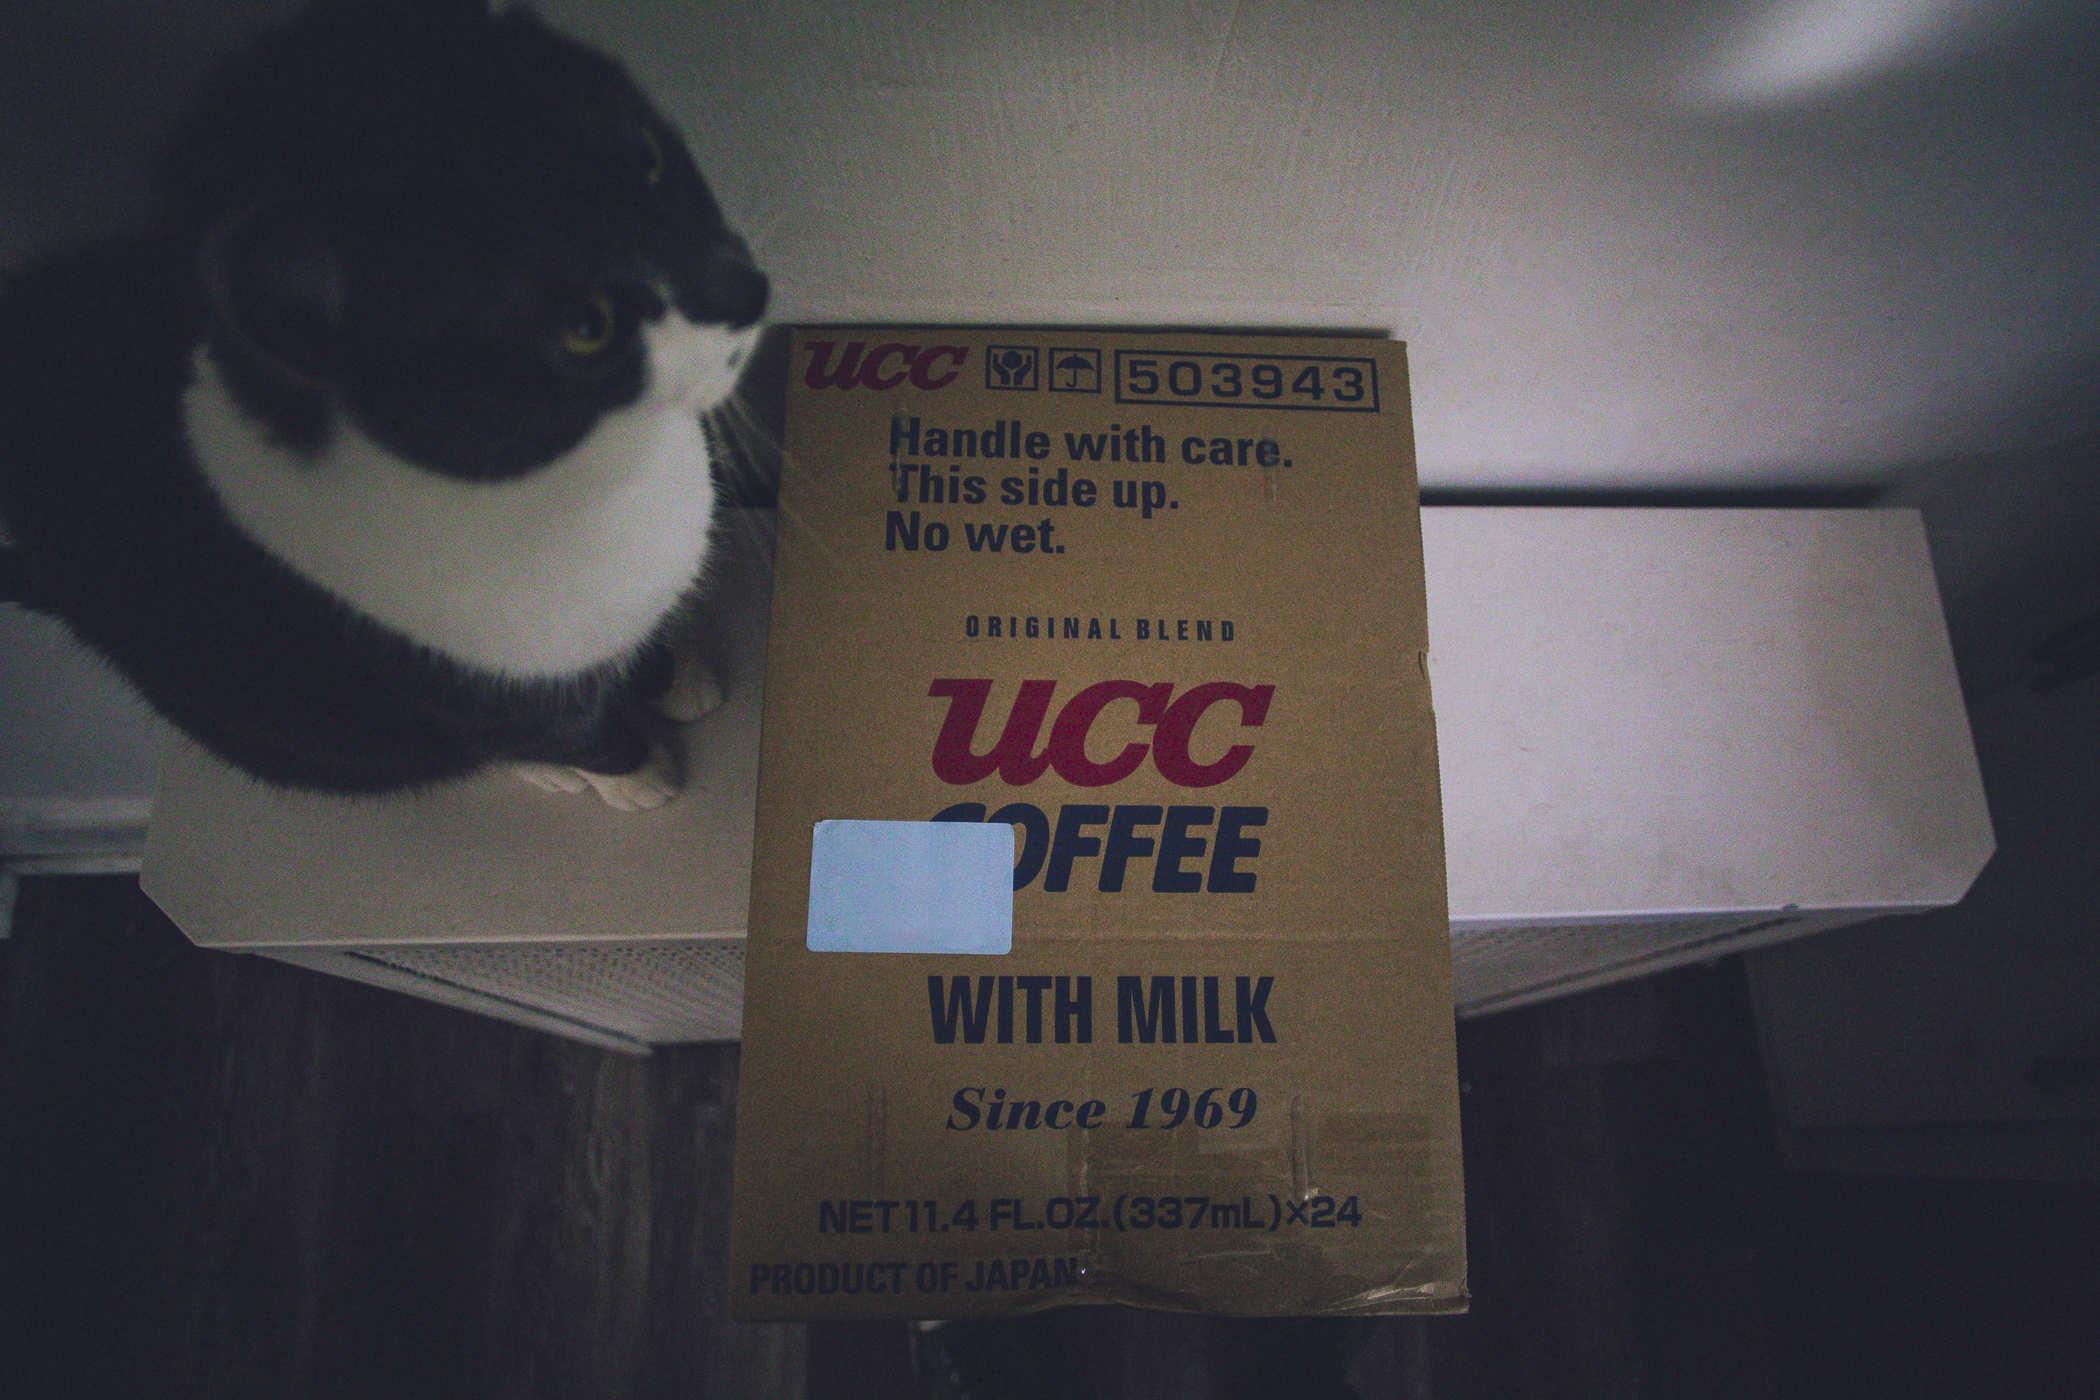 UCC 503943
Handle with care.
This side up.
No wet.
ORIGINAL BLEND
UCC
COFFEE
WITH MILK
Since 1969
NET 11.4 FL.OZ.(337mL)×24
PRODUCT OF JAPAN